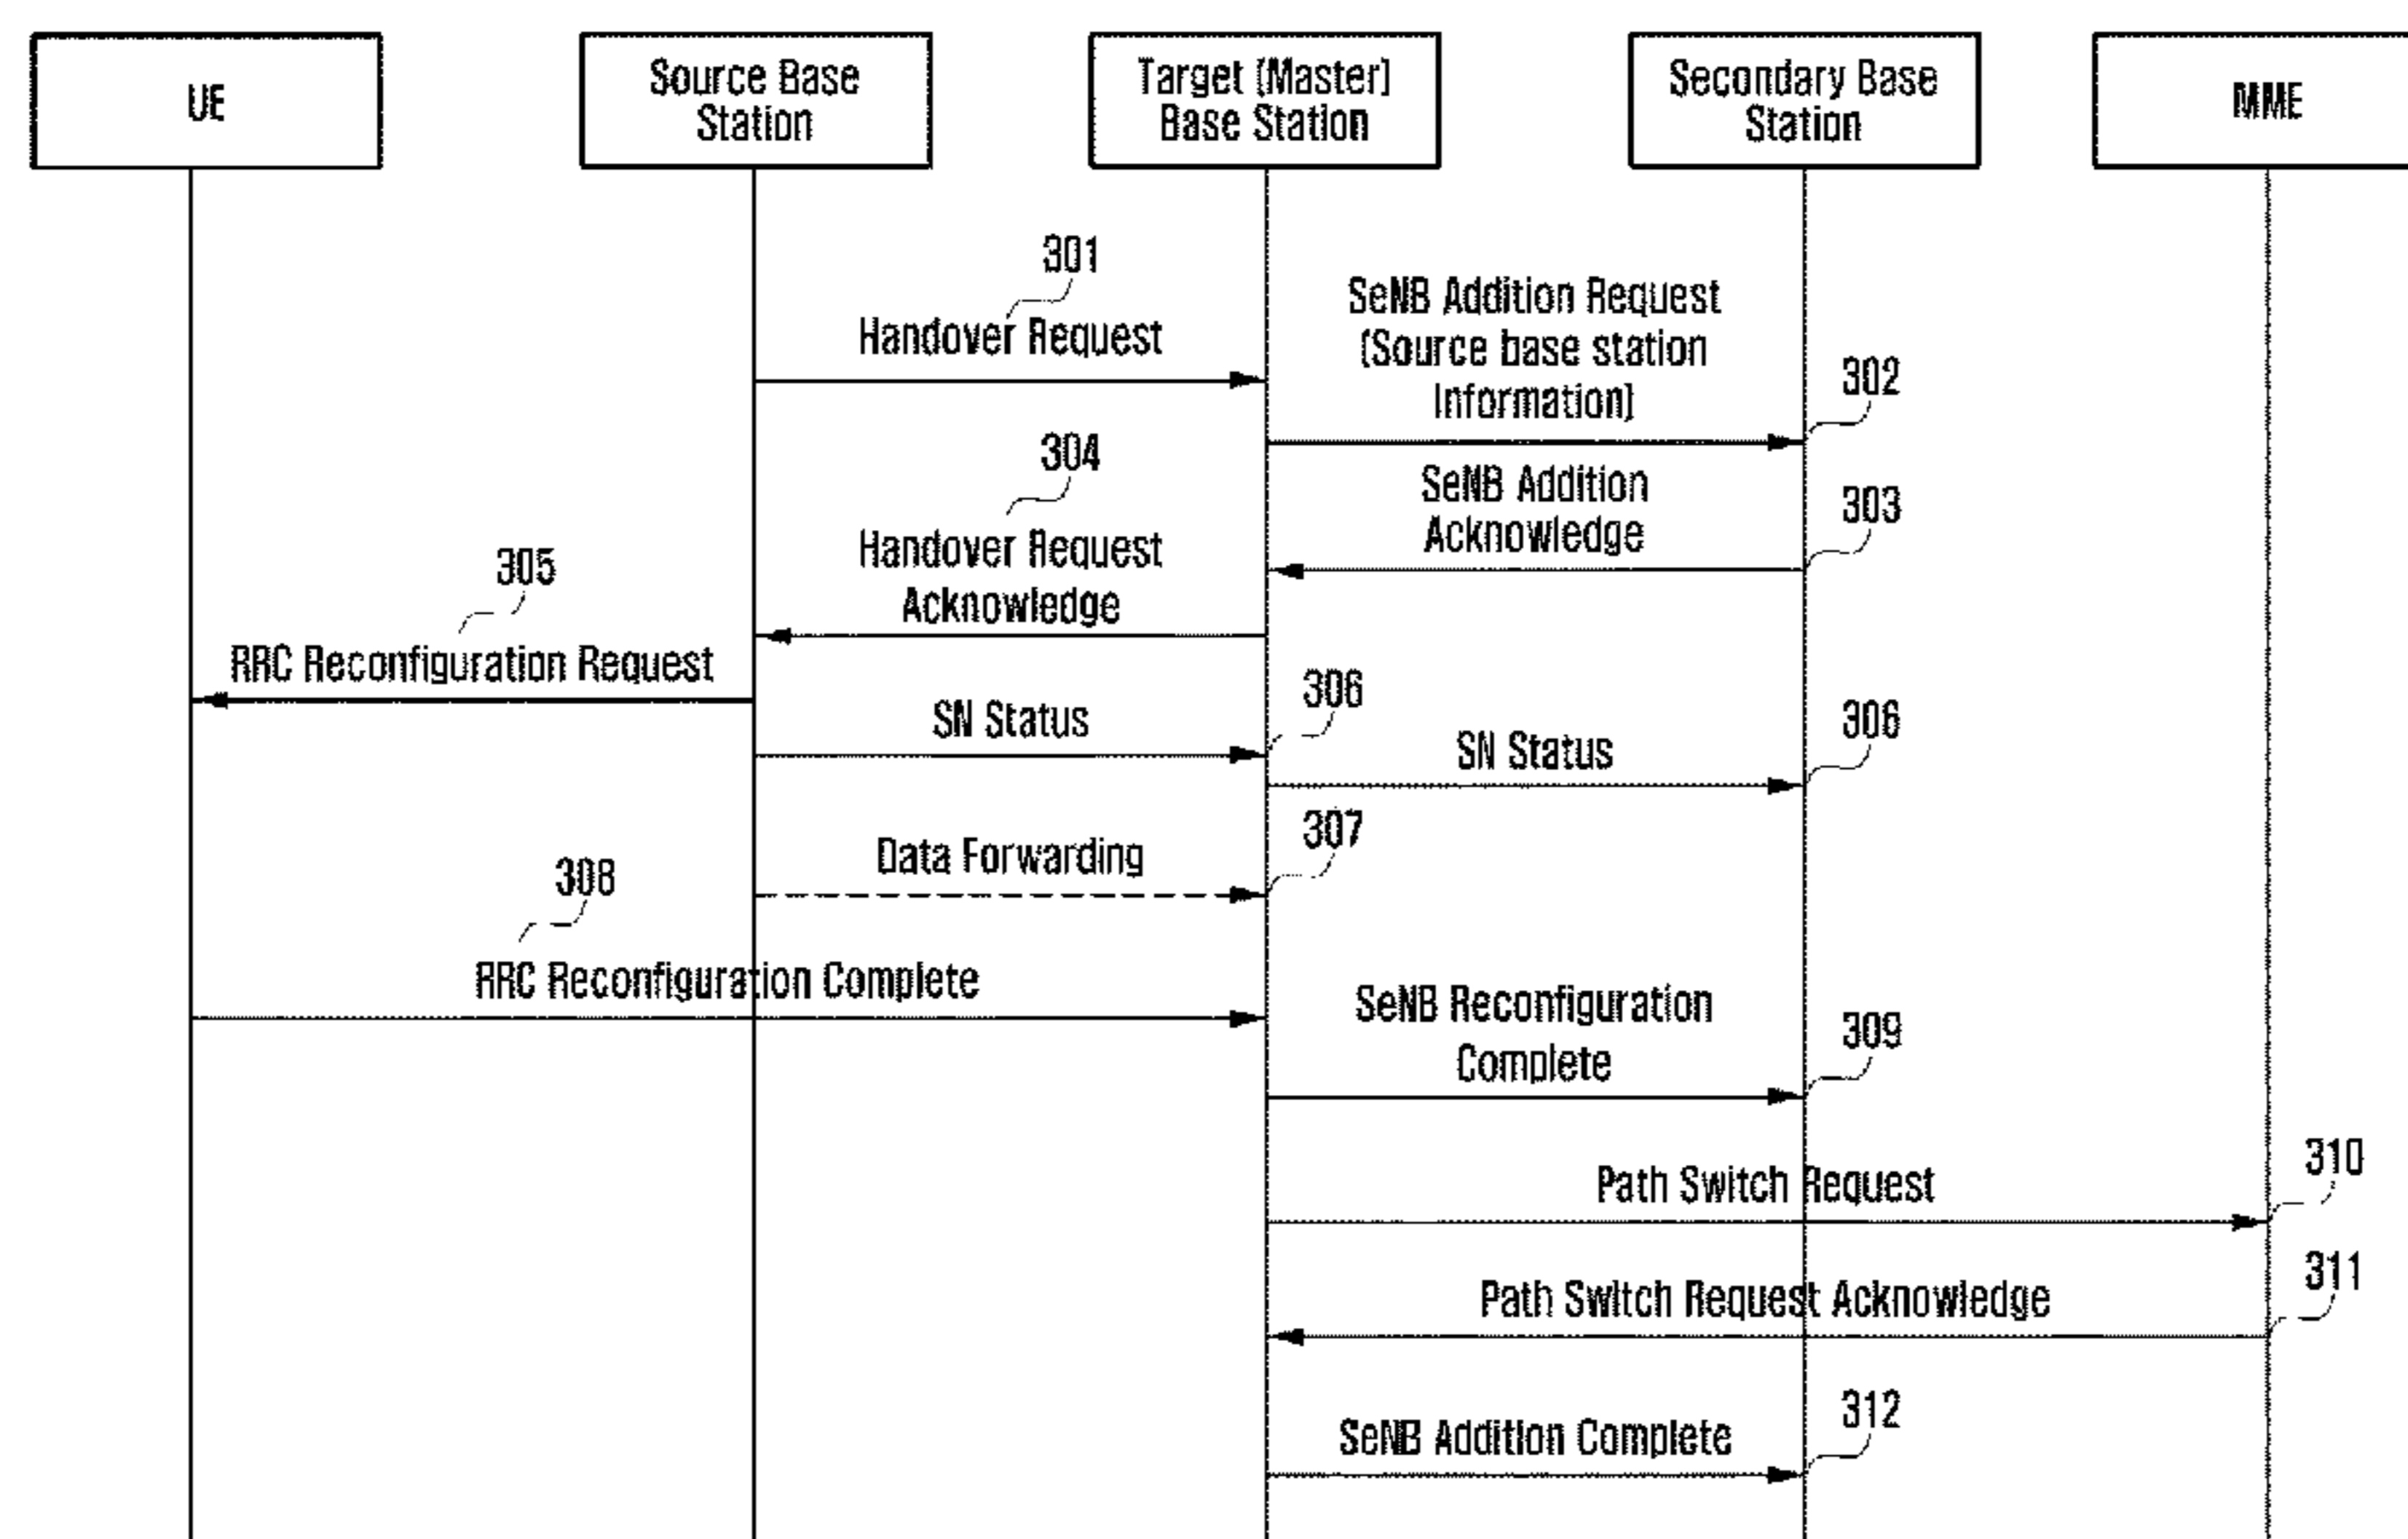 UE
Source Base
Station
Target (Master)
Base Station
Secondary Base
Station
MME
301
Handover Request
SeNB Addition Request
(Source base station
Information)
302
304
Handover Request
Acknowledge
SeNB Addition
Acknowledge
303
305
RRC Reconfiguration Request
SN Status
306
SN Status
306
Data Forwarding
307
308
RRC Reconfiguration Complete
SeNB Reconfiguration
Complete
309
Path Switch Request
310
Path Switch Request Acknowledge
311
SeNB Addition Complete
312